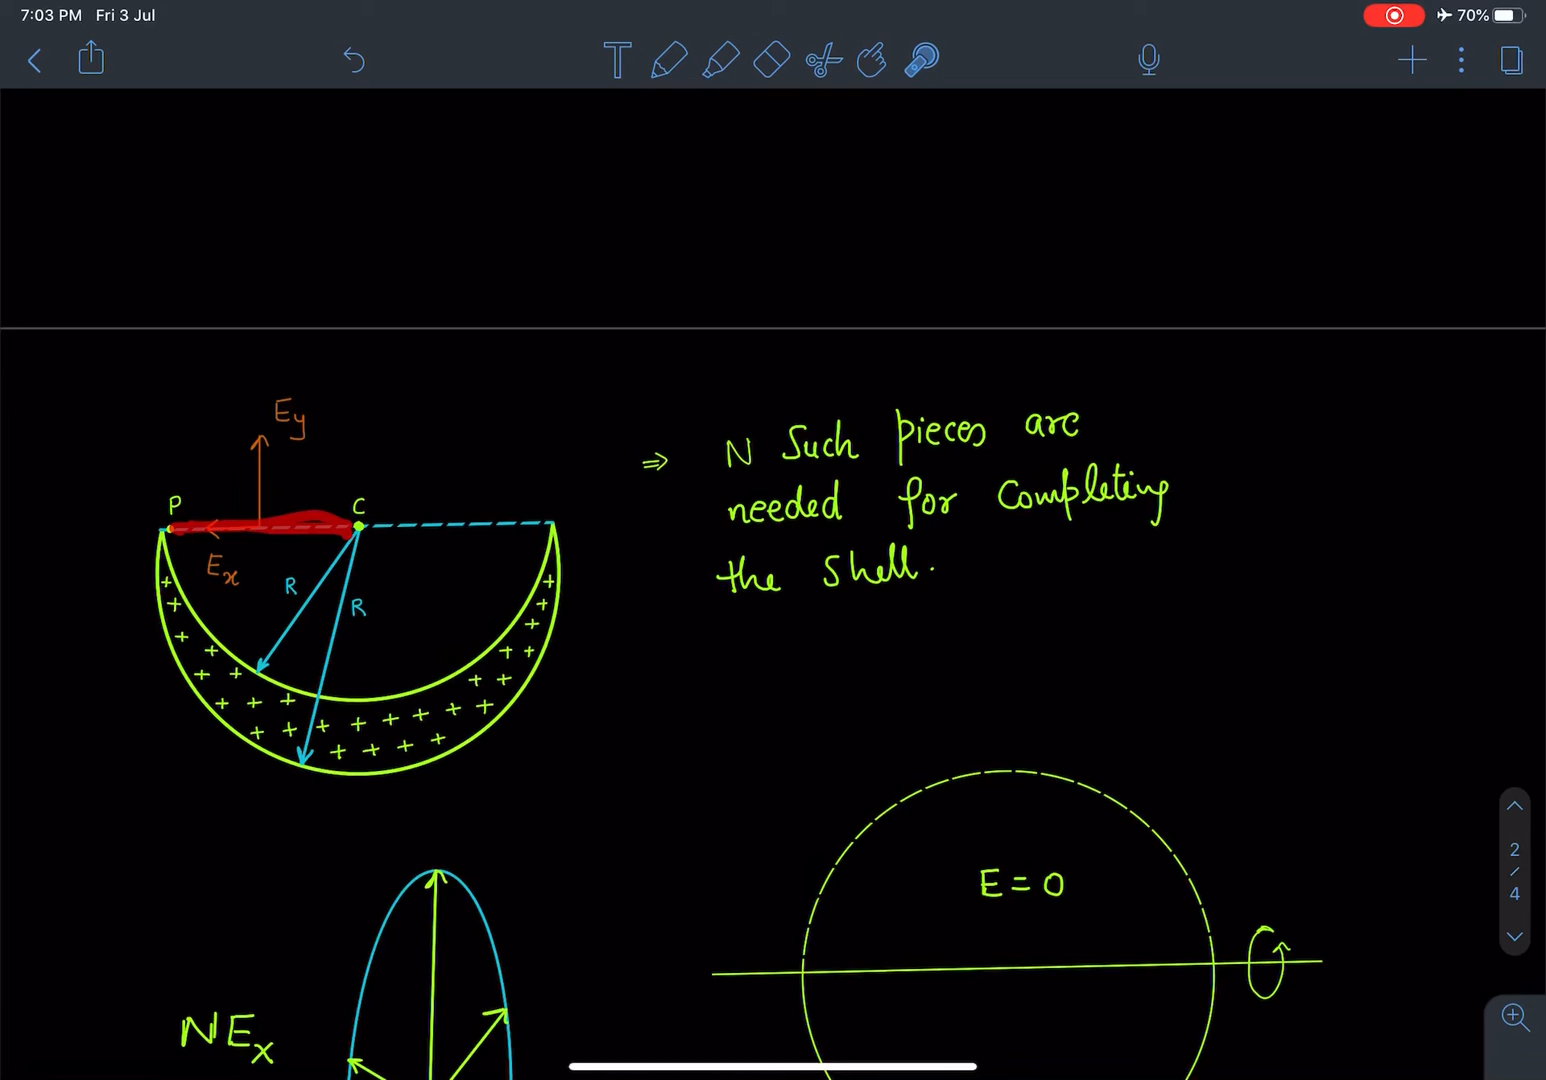 7:03 PM Fri 3 Jul
70%
T
Ey
P
C
Ex
R
R
⇒ N Such pieces are
needed for Completing
the Shell.
+ + + + + + + + + + + + + + + + + + + + + + + + + + + + + + +
E = 0
NEx
2
/
4